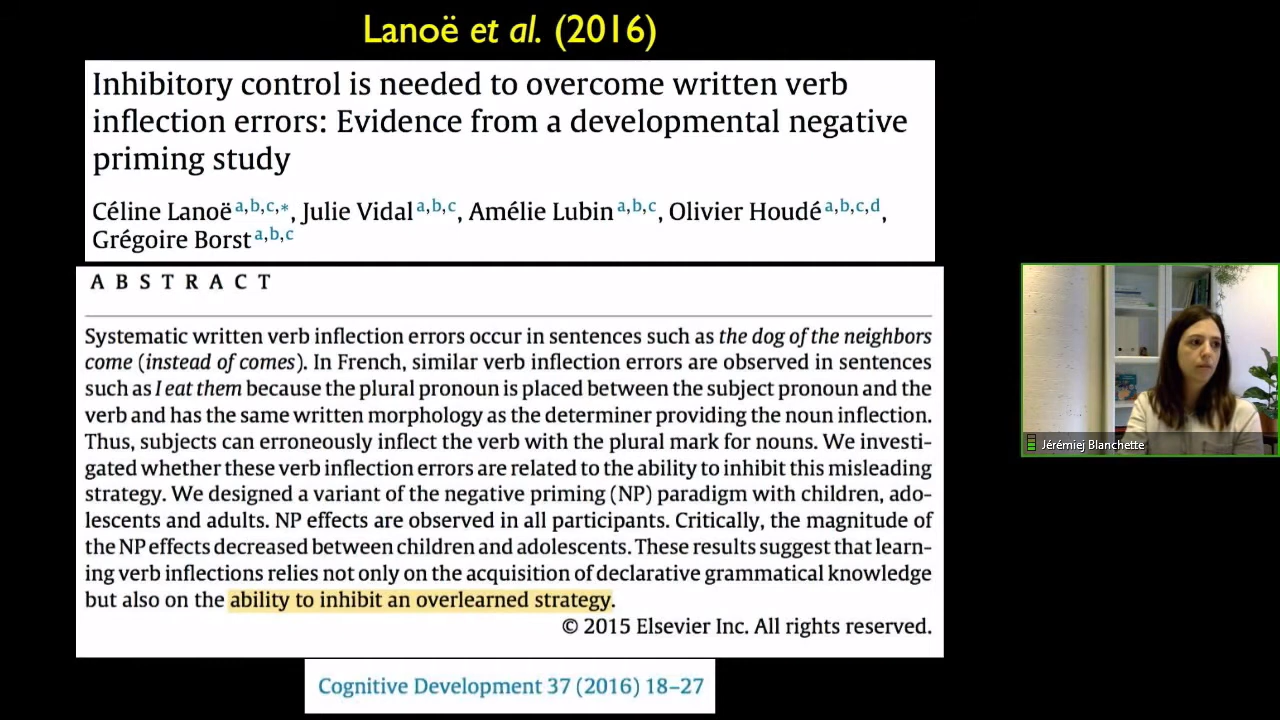 Lanoë et al. (2016)
Inhibitory control is needed to overcome written verb
inflection errors: Evidence from a developmental negative
priming study
Céline Lanoë a,b,c,*, Julie Vidal a,b,c, Amélie Lubin a,b,c, Olivier Houdé a,b,c,d,
Grégoire Borst a,b,c
ABSTRACT
Systematic written verb inflection errors occur in sentences such as the dog of the neighbors
come (instead of comes). In French, similar verb inflection errors are observed in sentences
such as I eat them because the plural pronoun is placed between the subject pronoun and the
verb and has the same written morphology as the determiner providing the noun inflection.
Thus, subjects can erroneously inflect the verb with the plural mark for nouns. We investi-
gated whether these verb inflection errors are related to the ability to inhibit this misleading
strategy. We designed a variant of the negative priming (NP) paradigm with children, ado-
lescents and adults. NP effects are observed in all participants. Critically, the magnitude of
the NP effects decreased between children and adolescents. These results suggest that learn-
ing verb inflections relies not only on the acquisition of declarative grammatical knowledge
but also on the ability to inhibit an overlearned strategy.
© 2015 Elsevier Inc. All rights reserved.
Cognitive Development 37 (2016) 18–27
Jérémiej Blanchette